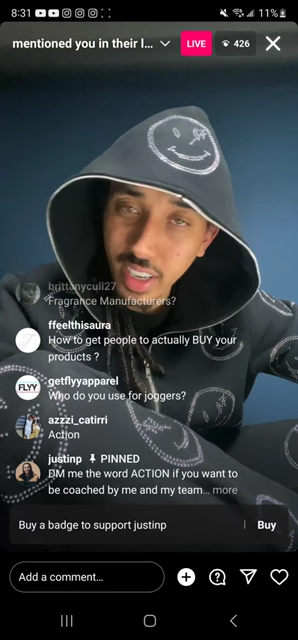 8:31 11%
mentioned you in their l... LIVE 426
brittanycull27
Fragrance Manufacturers?
ffeelthisaura
How to get people to actually BUY your
products ?
FLYY
getflyyapparel
Who do you use for joggers?
azzzi_catirri
Action
justinp PINNED
DM me the word ACTION if you want
to be coached by me and my team... more
Buy a badge to support justinp Buy
Add a comment...